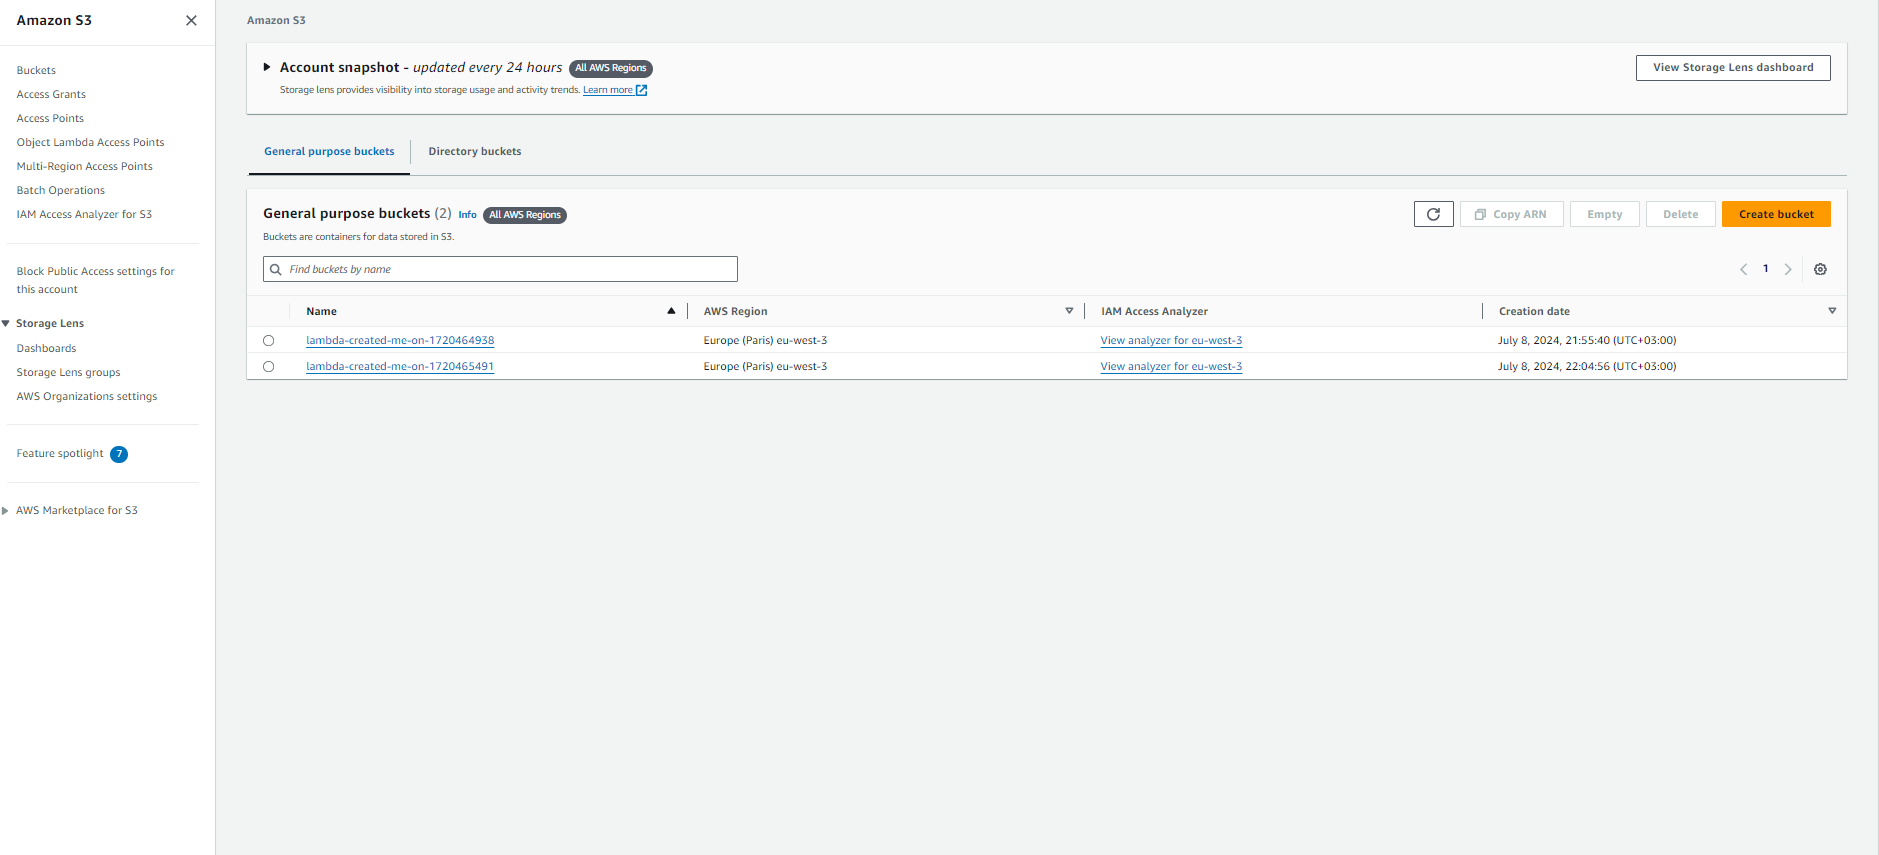 Amazon S3
Buckets
Access Grants
Access Points
Object Lambda Access Points
Multi-Region Access Points
Batch Operations
IAM Access Analyzer for S3
Block Public Access settings for
this account
Storage Lens
Dashboards
Storage Lens groups
AWS Organizations settings
Feature spotlight 7
AWS Marketplace for S3
Amazon S3
Account snapshot - updated every 24 hours All AWS Regions
Storage lens provides visibility into storage usage and activity trends. Learn more
View Storage Lens dashboard
General purpose buckets Directory buckets
General purpose buckets (2) Info All AWS Regions
Buckets are containers for data stored in S3.
Copy ARN Empty Delete Create bucket
Find buckets by name
1
Name AWS Region IAM Access Analyzer Creation date
lambda-created-me-on-1720464938 Europe (Paris) eu-west-3 View analyzer for eu-west-3 July 8, 2024, 21:55:40 (UTC+03:00)
lambda-created-me-on-1720465491 Europe (Paris) eu-west-3 View analyzer for eu-west-3 July 8, 2024, 22:04:56 (UTC+03:00)